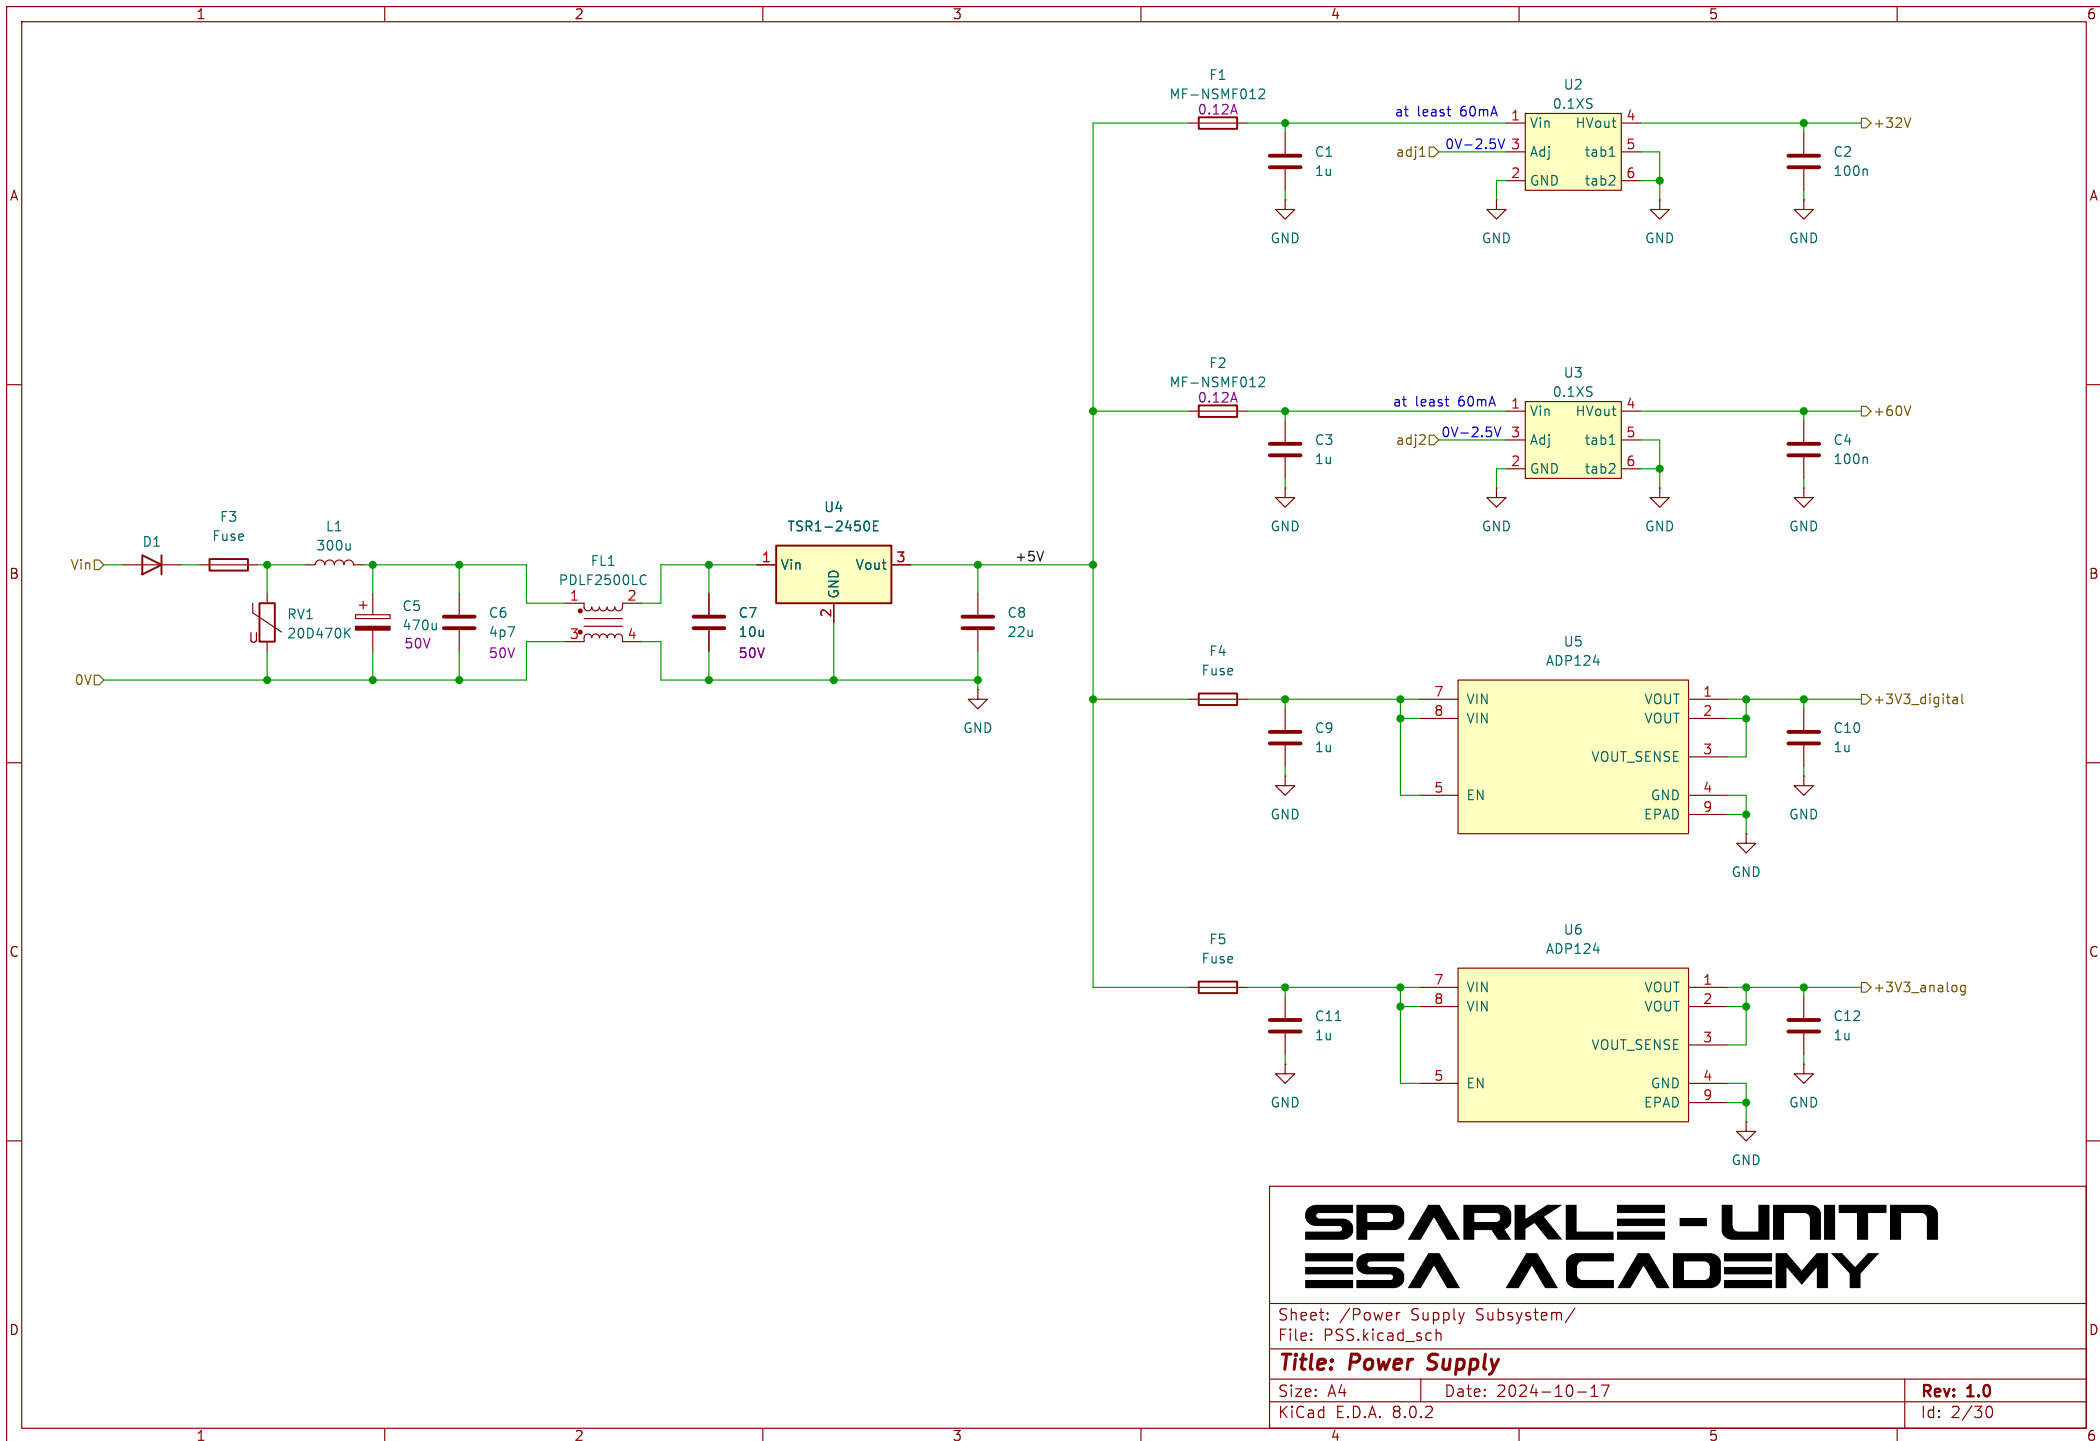 1 2 3 4 5 6
F1
MF-NSMF012
0.12A
at least 60mA
U2
0.1XS
1 Vin HVout 4
+32V
adj1
0V-2.5V
3 Adj tab1 5
2 GND tab2 6
C1
1u
C2
100n
GND GND GND GND
A A
F2
MF-NSMF012
0.12A
at least 60mA
U3
0.1XS
1 Vin HVout 4
+60V
adj2
0V-2.5V
3 Adj tab1 5
2 GND tab2 6
C3
1u
C4
100n
GND GND GND GND
B B
Vin
D1
F3
Fuse
L1
300u
RV1
20D470K
U
+
C5
470u
50V
C6
4p7
50V
0V
FL1
PDLF2500LC
1 2
3 4
C7
10u
50V
U4
TSR1-2450E
1 Vin Vout 3
GND
2
C8
22u
GND
+5V
F4
Fuse
U5
ADP124
7 VIN VOUT 1
8 VIN VOUT 2
VOUT_SENSE 3
5 EN GND 4
EPAD 9
+3V3_digital
C9
1u
C10
1u
GND GND
GND
C C
F5
Fuse
U6
ADP124
7 VIN VOUT 1
8 VIN VOUT 2
VOUT_SENSE 3
5 EN GND 4
EPAD 9
+3V3_analog
C11
1u
C12
1u
GND GND
GND
D D
SPARKLE-UNITN
ESA ACADEMY
Sheet: /Power Supply Subsystem/
File: PSS.kicad_sch
Title: Power Supply
Size: A4 Date: 2024-10-17 Rev: 1.0
KiCad E.D.A. 8.0.2 Id: 2/30
1 2 3 4 5 6